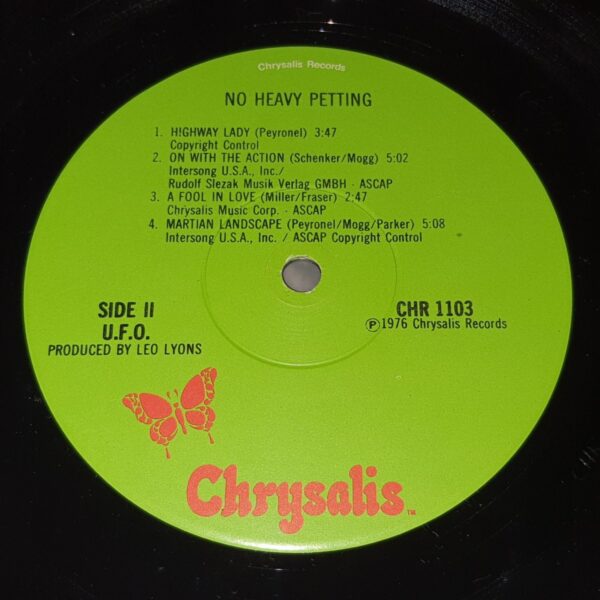 Chrysalis Records
NO HEAVY PETTING
1. HIGHWAY LADY (Peyronel) 3:47
Copyright Control
2. ON WITH THE ACTION (Schenker/Mogg) 5:02
Intersong U.S.A., Inc./
Rudolf Slezak Musik Verlag GMBH - ASCAP
3. A FOOL IN LOVE (Miller/Fraser) 2:47
Chrysalis Music Corp. - ASCAP
4. MARTIAN LANDSCAPE (Peyronel/Mogg/Parker) 5:08
Intersong U.S.A., Inc. / ASCAP Copyright Control
SIDE II
U.F.O.
PRODUCED BY LEO LYONS
CHR 1103
Ⓟ1976 Chrysalis Records
Chrysalis TM